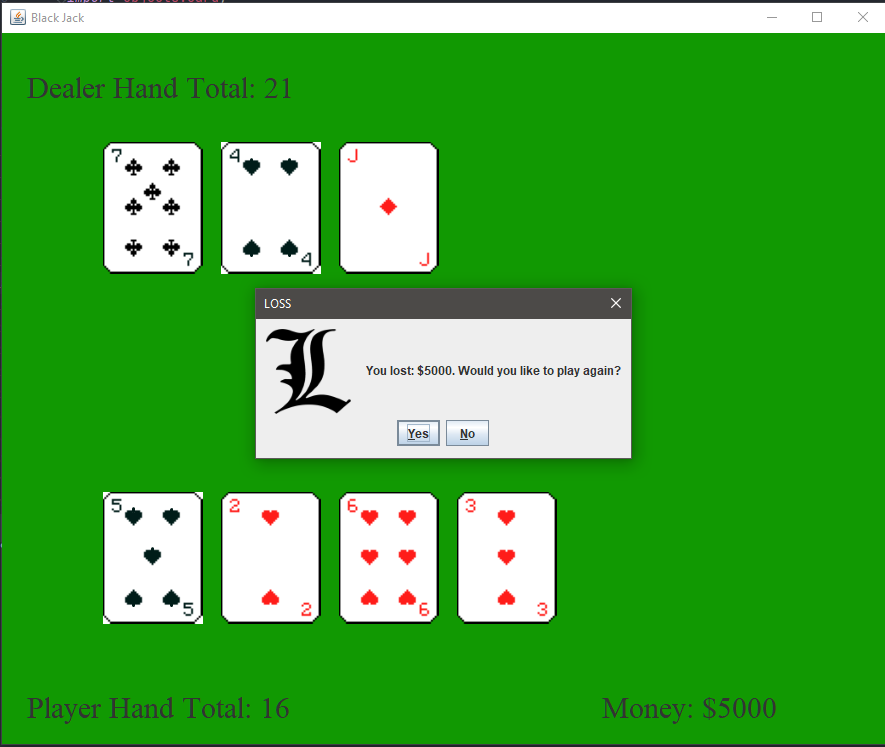 Black Jack
Dealer Hand Total: 21
7 4 J
7 4 J
LOSS
L
You lost: $5000. Would you like to play again?
Yes No
5 2 6 3
5 2 6 3
Player Hand Total: 16 Money: $5000